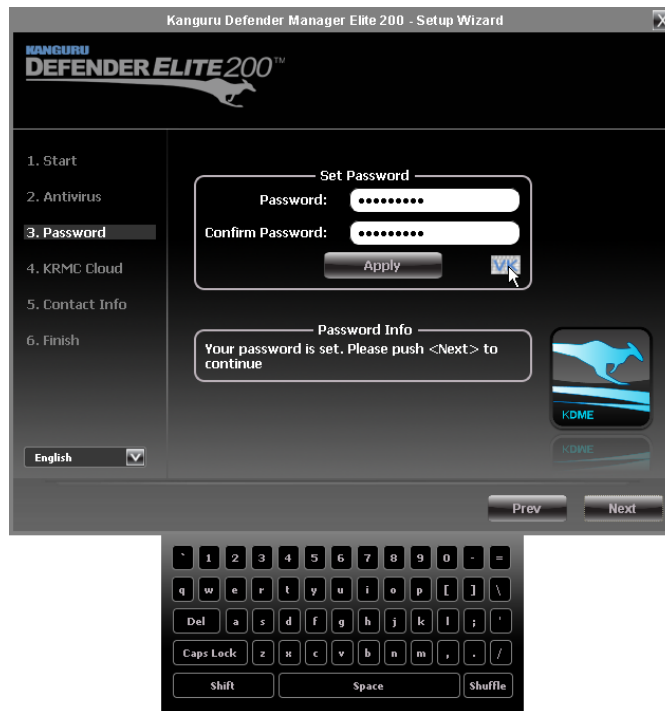 Kanguru Defender Manager Elite 200 - Setup Wizard
X
KANGURU
DEFENDER ELITE200™
1. Start
2. Antivirus
3. Password
4. KRMC Cloud
5. Contact Info
6. Finish
English
Set Password
Password: •••••••••
Confirm Password: •••••••••
Apply VK
Password Info
Your password is set. Please push <Next> to
continue
KDME
Prev Next
` 1 2 3 4 5 6 7 8 9 0 - =
q w e r t y u i o p [ ] \
Del a s d f g h j k l ; '
Caps Lock z x c v b n m , . /
Shift Space Shuffle